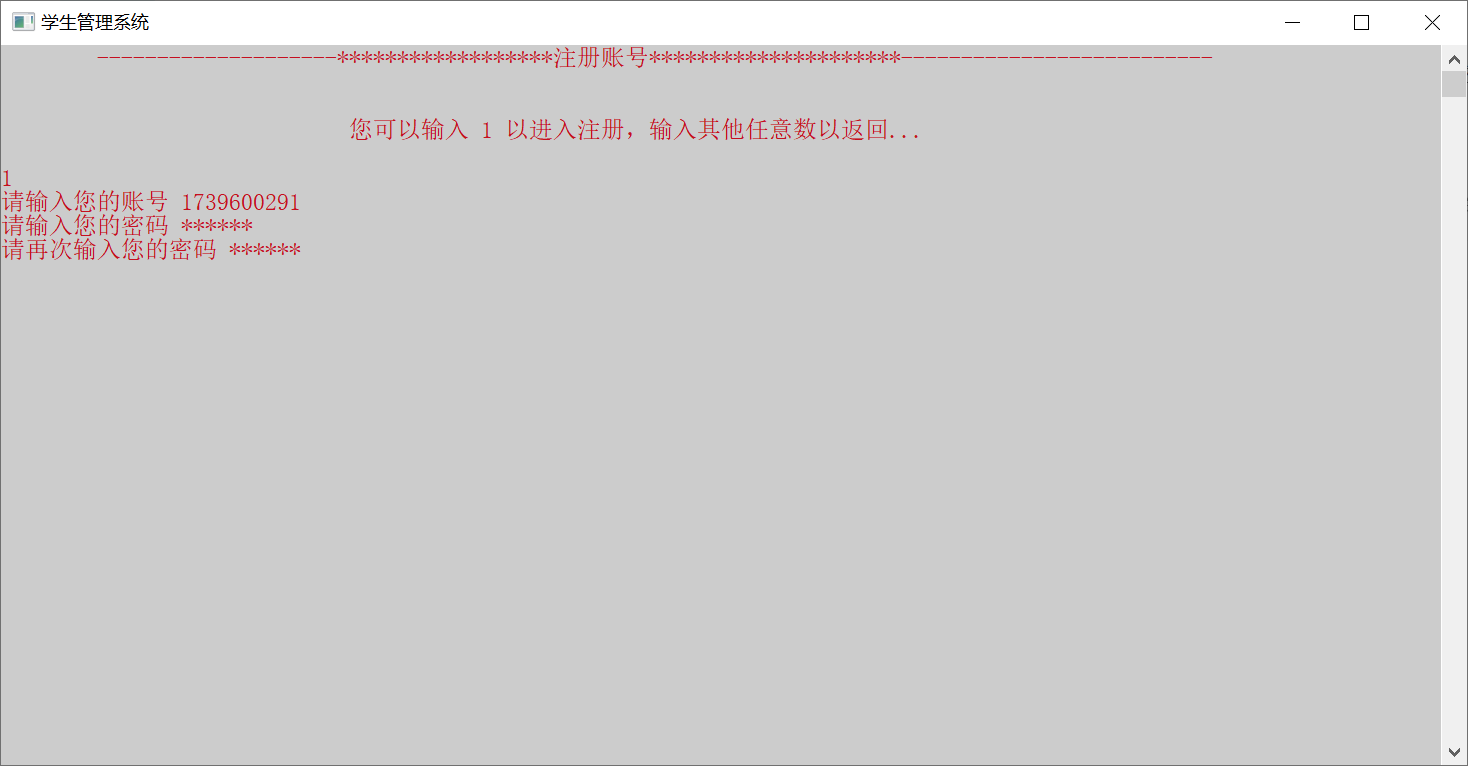 学生管理系统
--------------------******************注册账号*********************--------------------------
您可以输入 1 以进入注册，输入其他任意数以返回...
1
请输入您的账号 1739600291
请输入您的密码 ******
请再次输入您的密码 ******